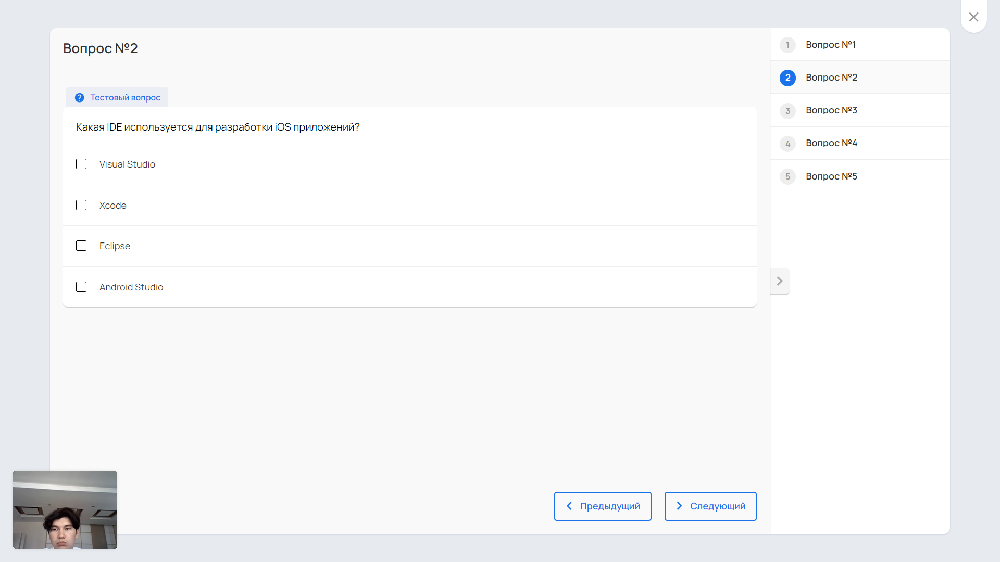 Вопрос №2
Тестовый вопрос
Какая IDE используется для разработки iOS приложений?
Visual Studio
Xcode
Eclipse
Android Studio
Предыдущий
Следующий
1 Вопрос №1
2 Вопрос №2
3 Вопрос №3
4 Вопрос №4
5 Вопрос №5